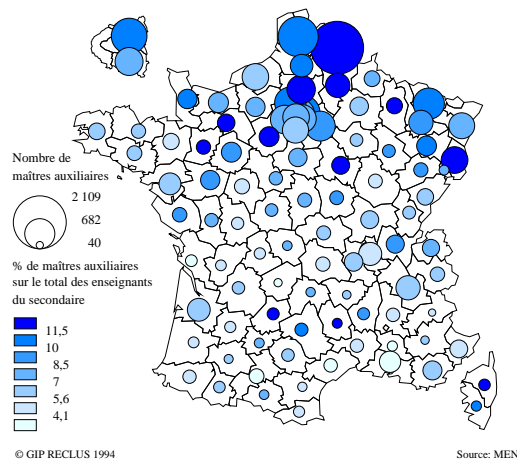 Nombre de
maîtres auxiliaires
2 109
682
40
% de maîtres auxiliaires
sur le total des enseignants
du secondaire
11,5
10
8,5
7
5,6
4,1
© GIP RECLUS 1994
Source: MEN